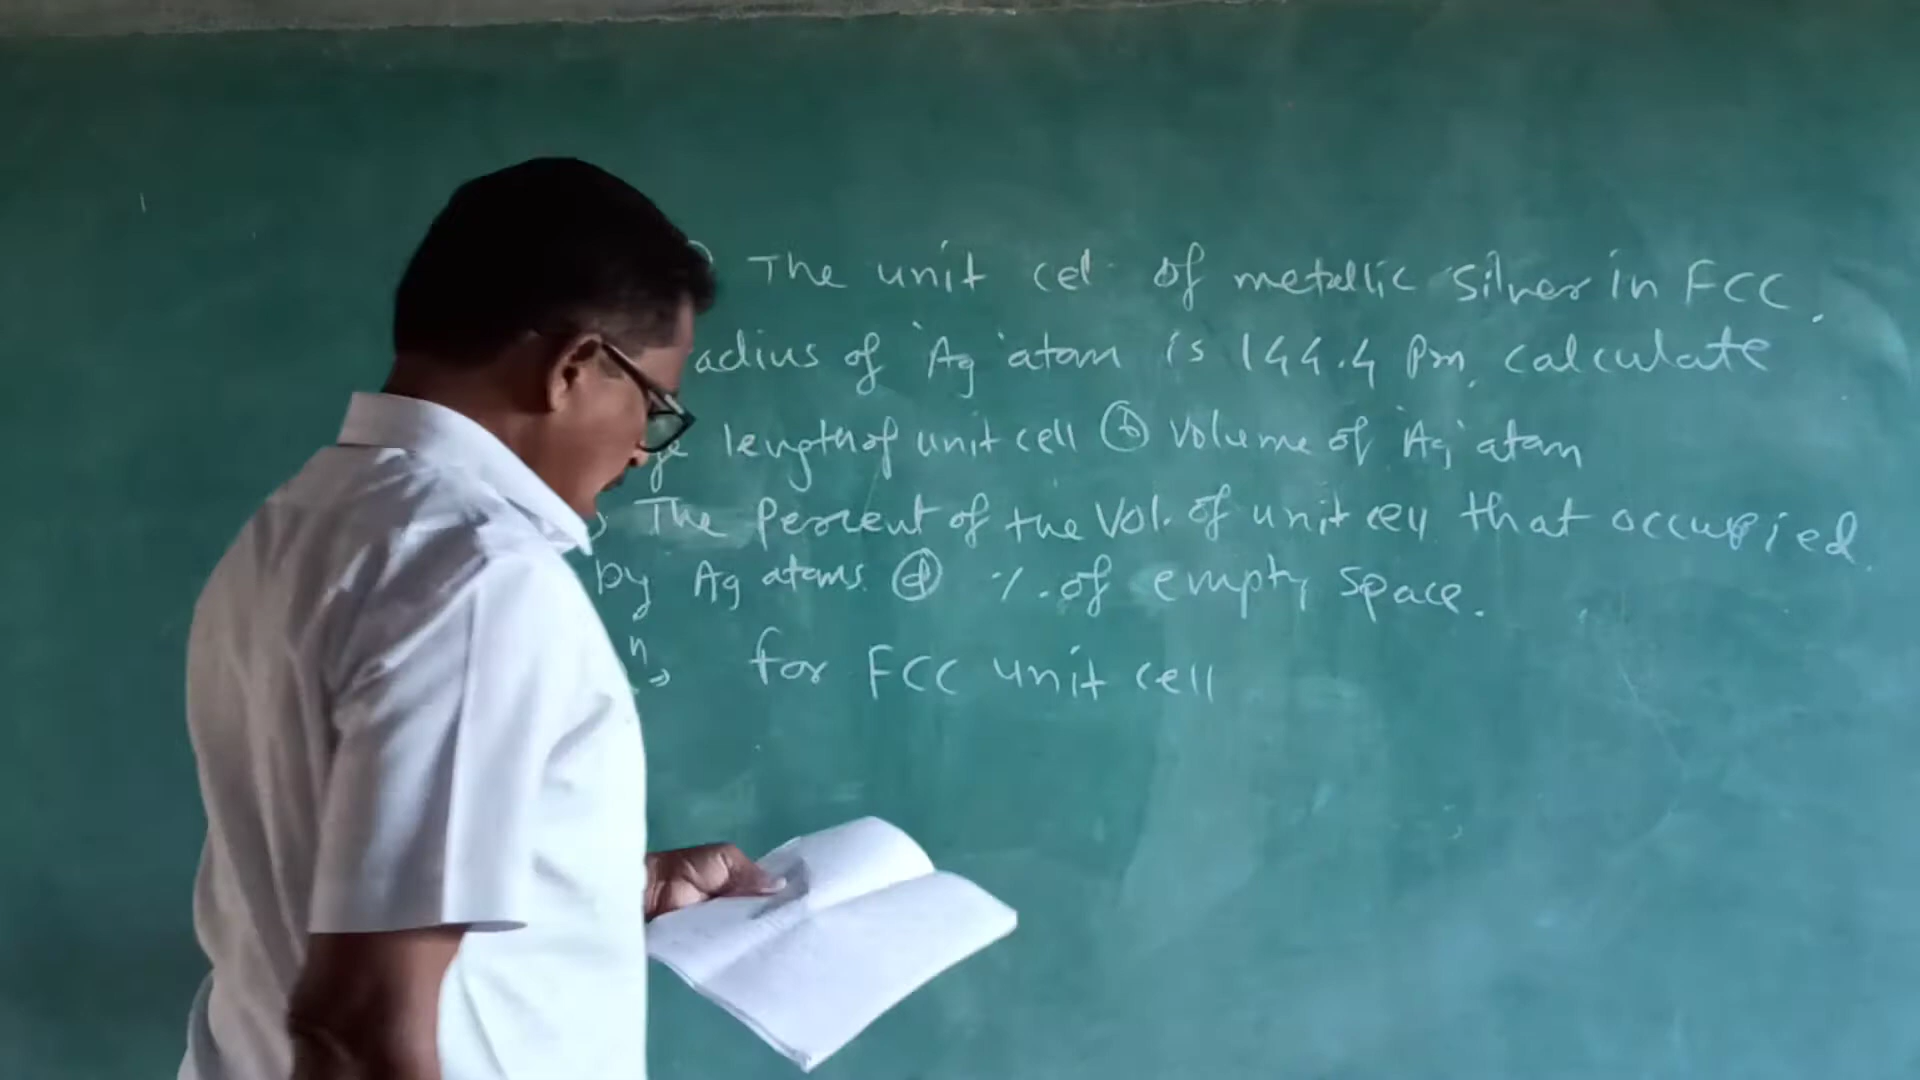 The unit cel of metallic silver in FCC.
adius of 'Ag' atom is 144.4 Pm. calculate
ge length of unit cell (b) volume of 'Ag' atom
) The Percent of the Vol. of unit cell that occupied.
by Ag atoms. (d) %. of empty space.
n ⇒ for FCC unit cell